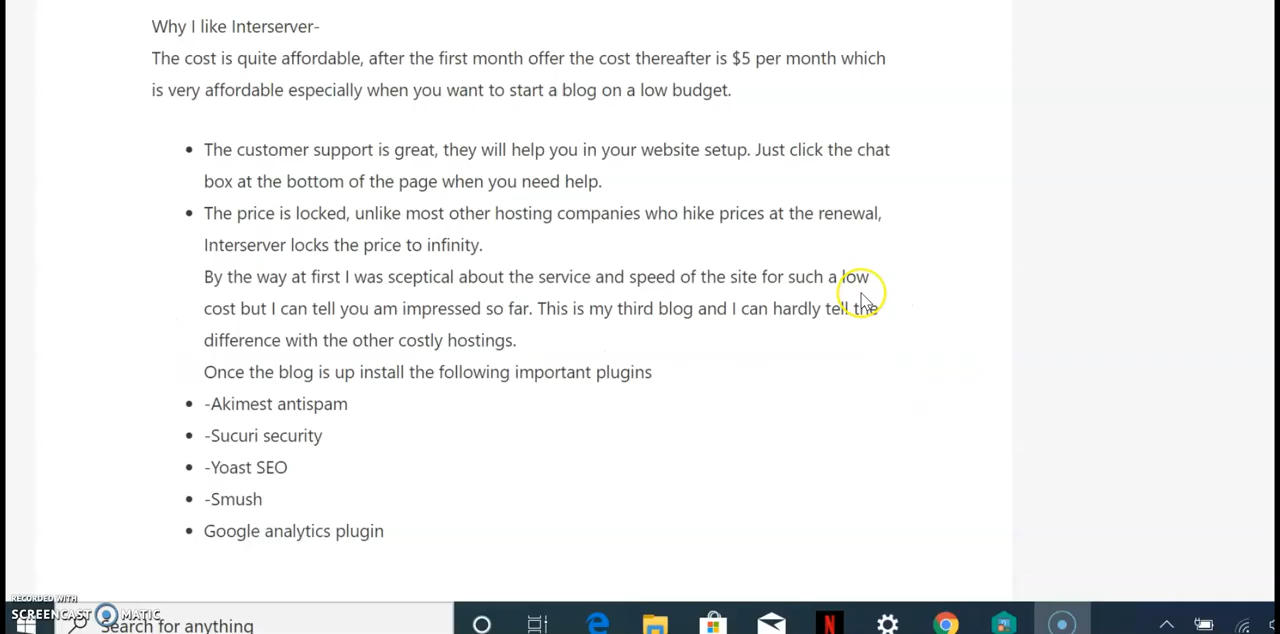 Why I like Interserver-
The cost is quite affordable, after the first month offer the cost thereafter is $5 per month which
is very affordable especially when you want to start a blog on a low budget.
The customer support is great, they will help you in your website setup. Just click the chat
box at the bottom of the page when you need help.
The price is locked, unlike most other hosting companies who hike prices at the renewal,
Interserver locks the price to infinity.
By the way at first I was sceptical about the service and speed of the site for such a low
cost but I can tell you am impressed so far. This is my third blog and I can hardly tell the
difference with the other costly hostings.
Once the blog is up install the following important plugins
-Akimest antispam
-Sucuri security
-Yoast SEO
-Smush
Google analytics plugin
RECORDED WITH
SCREENCAST MATIC
Search for anything